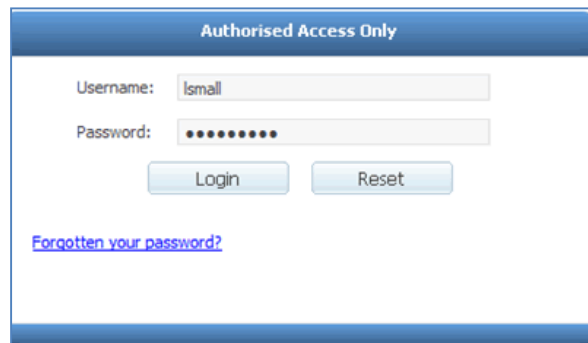 Authorised Access Only
Username: lsmall
Password: •••••••••
Login Reset
Forgotten your password?